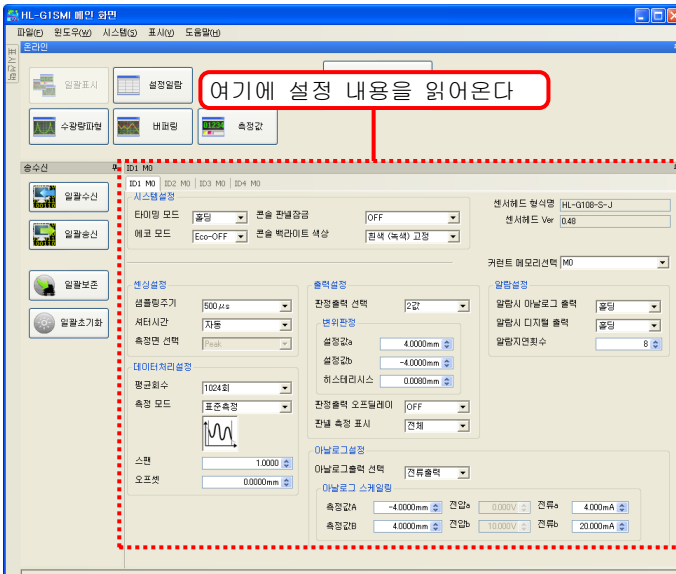 HL-G1SMI 메인 화면
파일(F) 윈도우(W) 시스템(S) 표시(V) 도움말(H)
온라인
표시선택
일괄표시 설정일람
여기에 설정 내용을 읽어온다
수광량파형 버퍼링 측정값
송수신
일괄수신
일괄송신
일괄보존
일괄초기화
ID1 M0
ID1 M0 ID2 M0 ID3 M0 ID4 M0
시스템설정
타이밍 모드 홀딩 콘솔 판넬잠금 OFF
에코 모드 Eco-OFF 콘솔 백라이트 색상 흰색 (녹색) 고정
센서헤드 형식명 HL-G108-S-J
센서헤드 Ver 0.48
커런트 메모리선택 M0
센싱설정
샘플링주기 500μs
셔터시간 자동
측정면 선택 Peak
데이터처리설정
평균회수 1024회
측정 모드 표준측정
스팬 1.0000
오프셋 0.0000mm
출력설정
판정출력 선택 2값
변위판정
설정값a 4.0000mm
설정값b -4.0000mm
히스테리시스 0.0080mm
판정출력 오프딜레이 OFF
판넬 측정 표시 전체
알람설정
알람시 아날로그 출력 홀딩
알람시 디지털 출력 홀딩
알람지연횟수 8
아날로그설정
아날로그출력 선택 전류출력
아날로그 스케일링
측정값A -4.0000mm 전압a 0.000V 전류a 4.000mA
측정값B 4.0000mm 전압b 10.000V 전류b 20.000mA